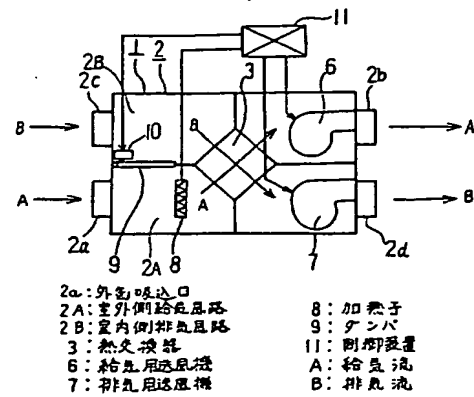 11
1
2
2B
2c
3
6
2b
B
10
B
A
A
A
B
2a
9
2A
8
7
2d
2a:外気吸込口
2A:室外側給気風路
2B:室内側排気風路
3:熱交換器
6:給気用送風機
7:排気用送風機
8:加熱子
9:ダンパ
11:制御装置
A:給気流
B:排気流